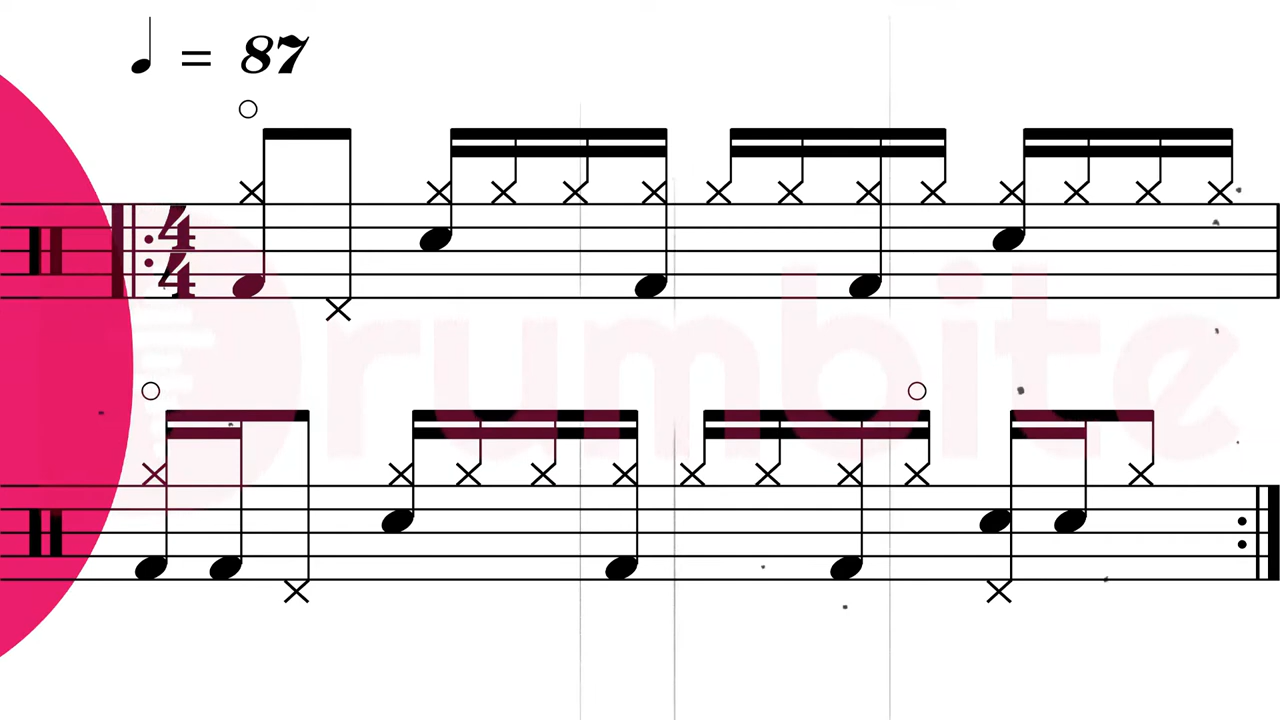 ♩ = 87
4
4
Drumbite